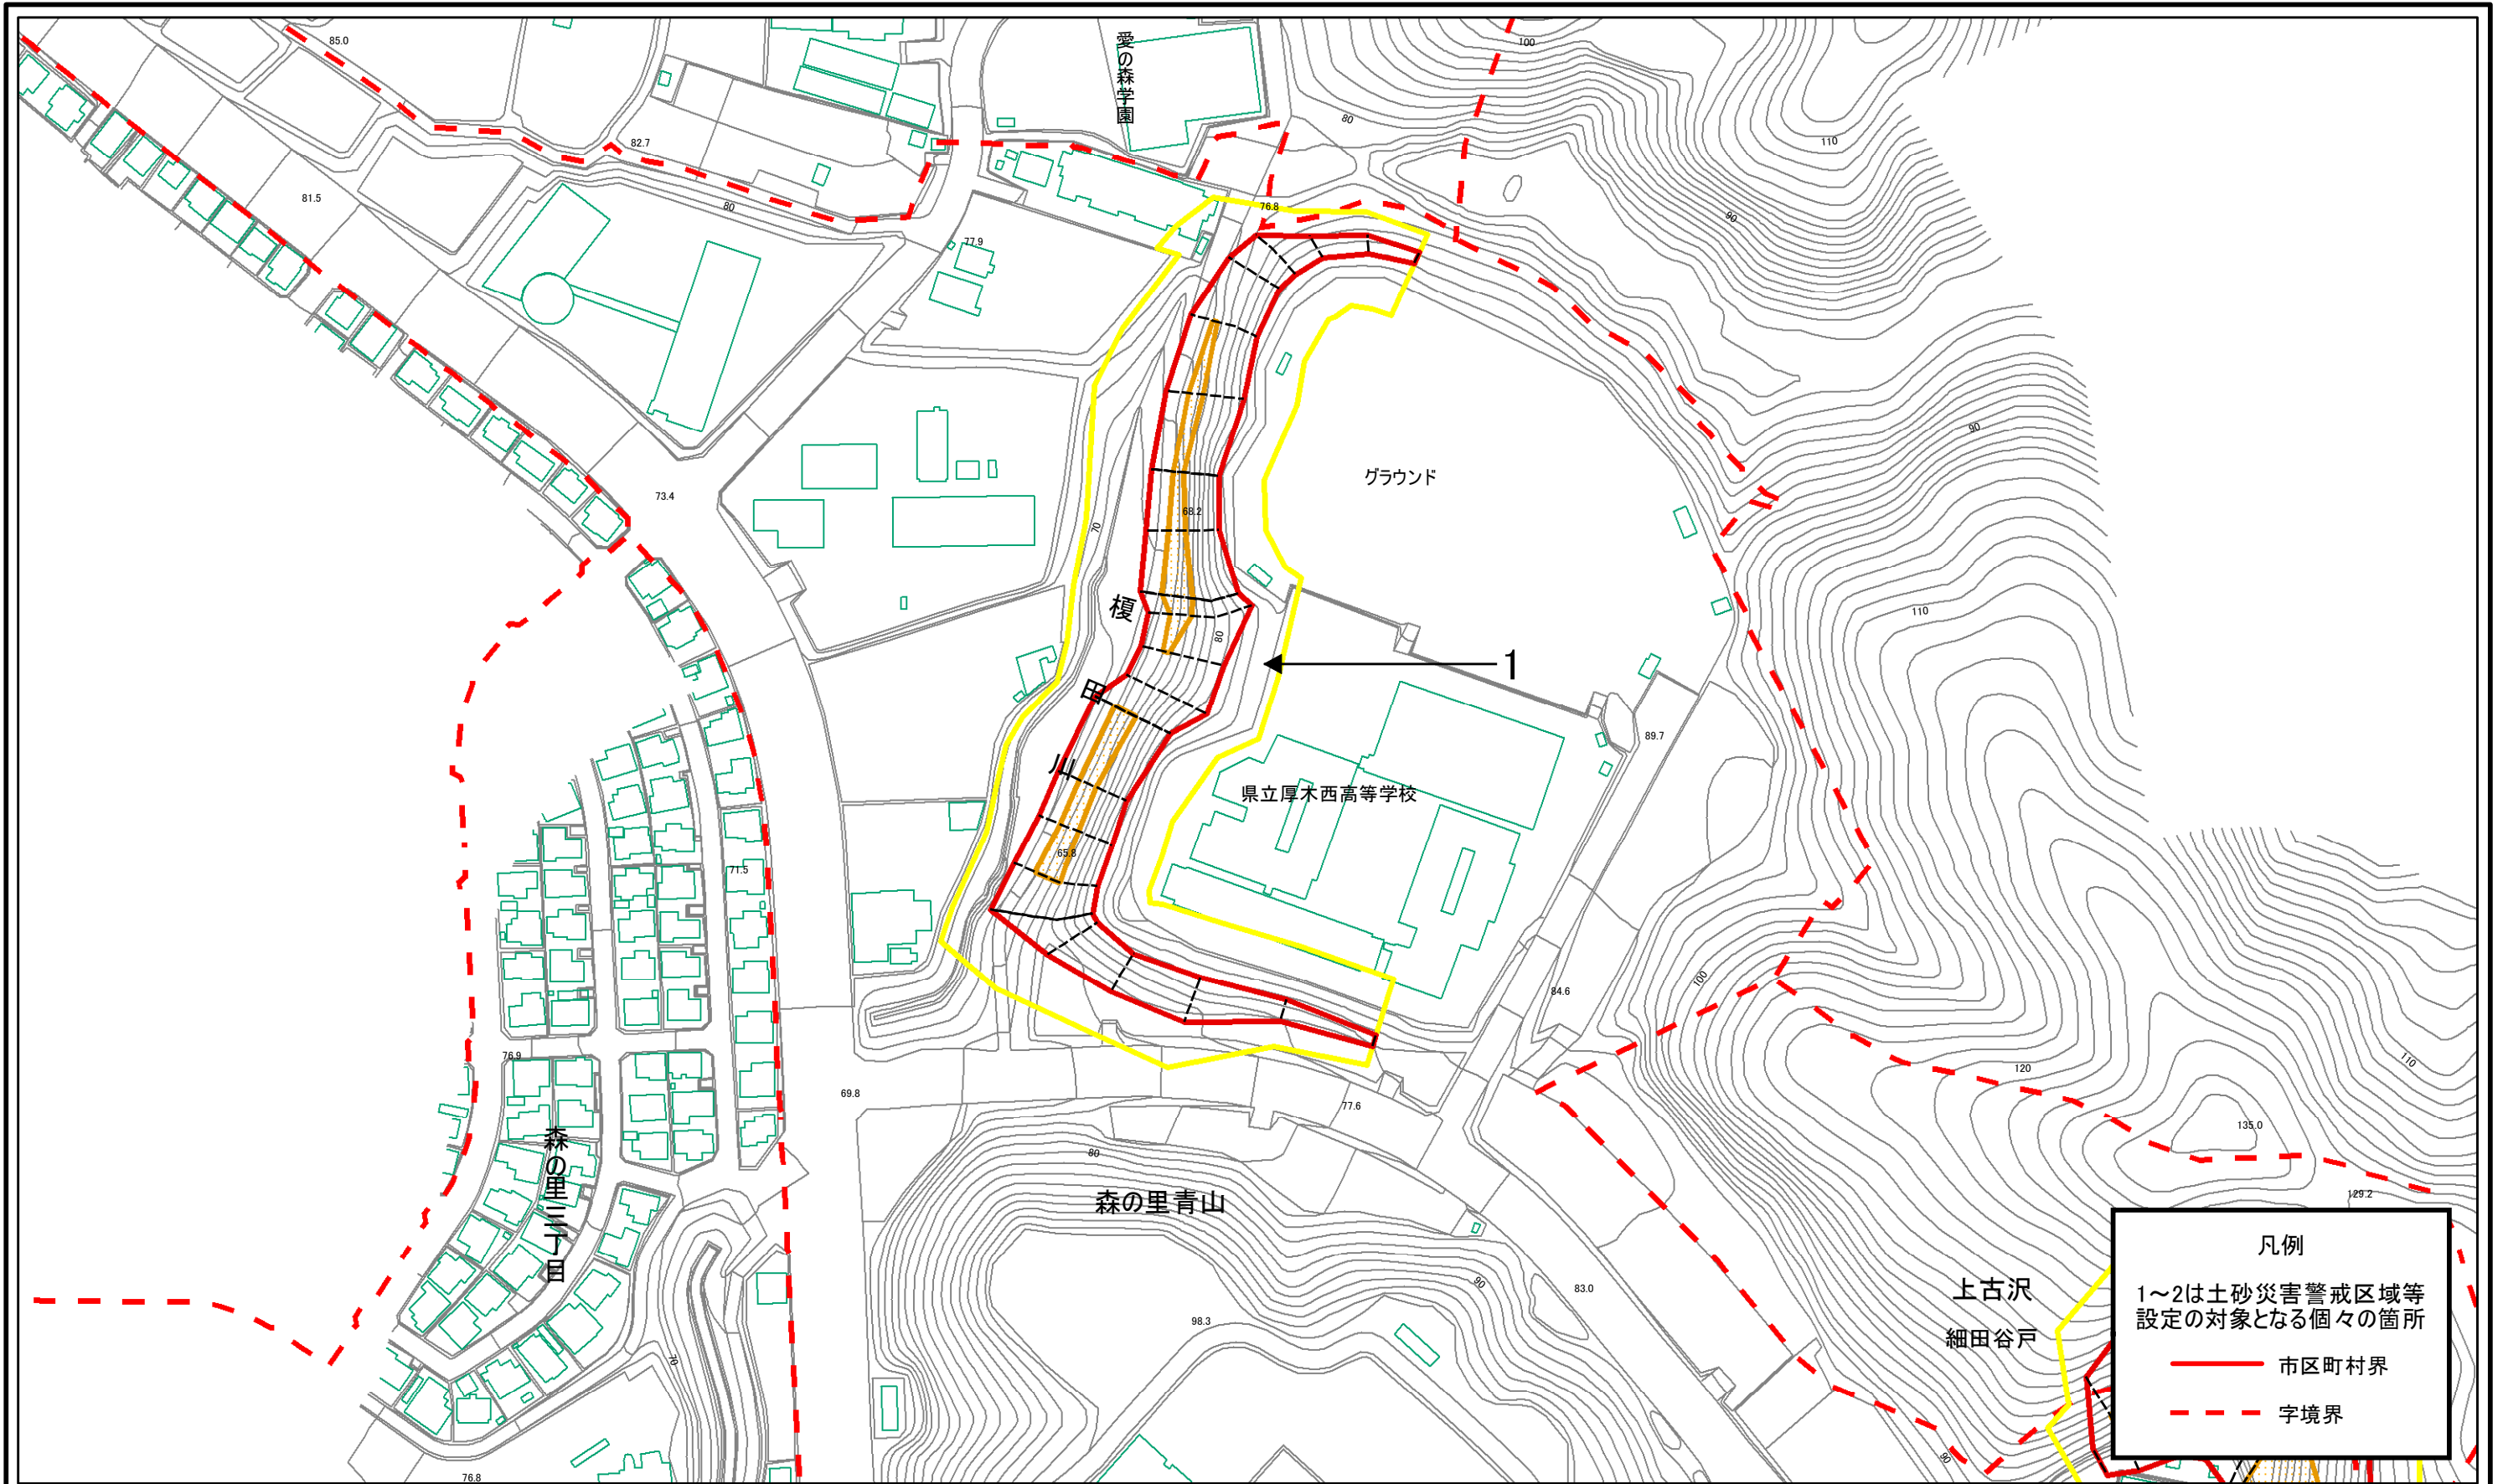 85.0
愛の森学園
100
80
110
82.7
81.5
80
76.8
90
77.9
グラウンド
73.4
68.2
70
90
榎
80
110
1
田
89.7
川
県立厚木西高等学校
65.8
71.5
100
84.6
76.9
110
120
69.8
77.6
135.0
80
森の里三丁目
129.2
森の里青山
90
83.0
98.3
上古沢
細田谷戸
70
90
76.8
凡例
1～2は土砂災害警戒区域等
設定の対象となる個々の箇所
市区町村界
字境界